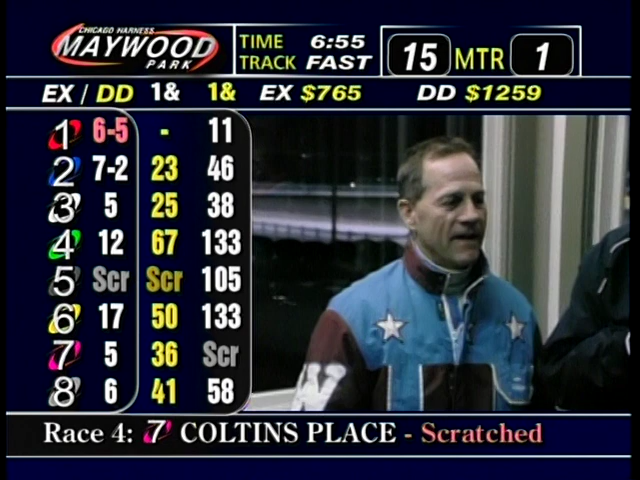 CHICAGO HARNESS
MAYWOOD
PARK
TIME 6:55
TRACK FAST
15 MTR 1
EX / DD 1& 1& EX $765 DD $1259
1 6-5 - 11
2 7-2 23 46
3 5 25 38
4 12 67 133
5 Scr Scr 105
6 17 50 133
7 5 36 Scr
8 6 41 58
W
Race 4: 7 COLTINS PLACE - Scratched